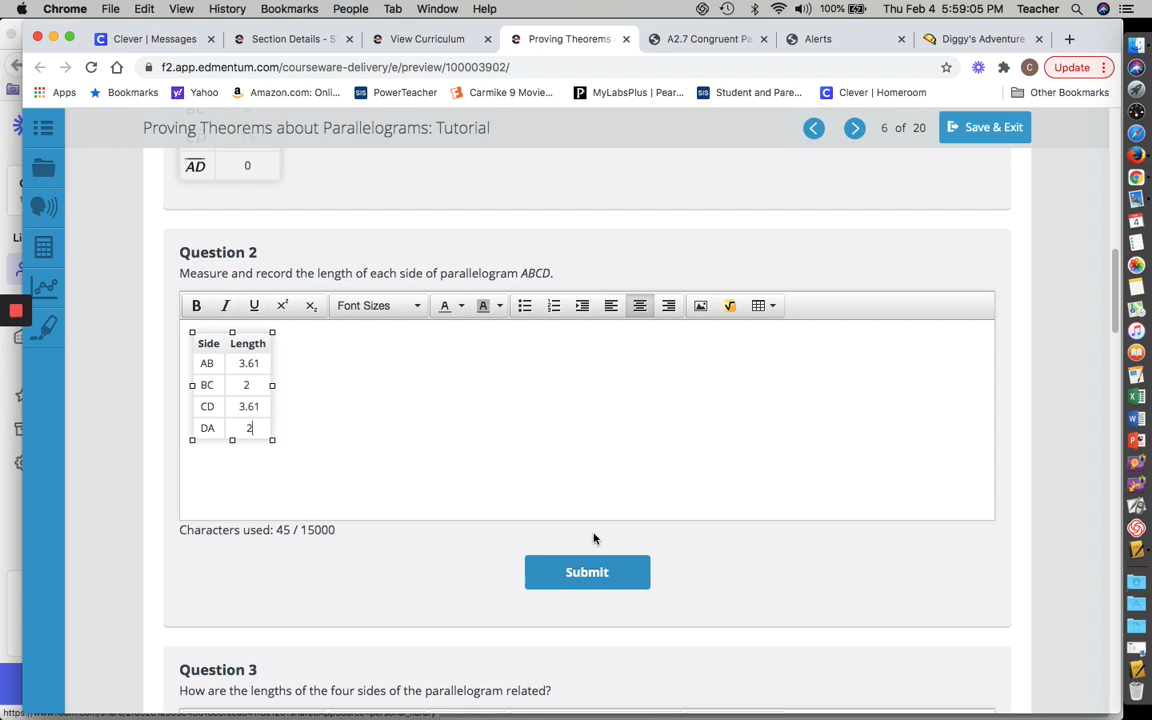 Chrome File Edit View History Bookmarks People Tab Window Help 100% Thu Feb 4 5:59:05 PM Teacher
Clever | Messages Section Details - S View Curriculum Proving Theorems A2.7 Congruent Pa Alerts Diggy's Adventure
f2.app.edmentum.com/courseware-delivery/e/preview/100003902/ C Update
Apps Bookmarks Yahoo Amazon.com: Onli... PowerTeacher Carmike 9 Movie... MyLabsPlus | Pear... Student and Pare... Clever | Homeroom Other Bookmarks
Proving Theorems about Parallelograms: Tutorial 6 of 20 Save & Exit
CD
AD 0
Question 2
Measure and record the length of each side of parallelogram ABCD.
B I U X² X₂ Font Sizes A A
Side Length
AB 3.61
BC 2
CD 3.61
DA 2
Characters used: 45 / 15000
Submit
Question 3
How are the lengths of the four sides of the parallelogram related?